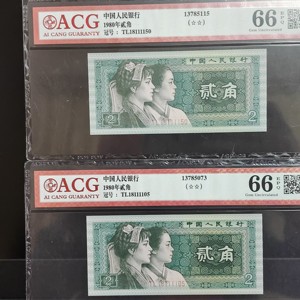 ACG
AI CANG GUARANTY
中国人民银行
1980年贰角
冠号： TL18111150
13785115
(☆☆)
66
中国人民银行
贰角
2
ACG
AI CANG GUARANTY
中国人民银行
1980年贰角
冠号： TL18111105
13785073
(☆☆)
66
中国人民银行
贰角
2